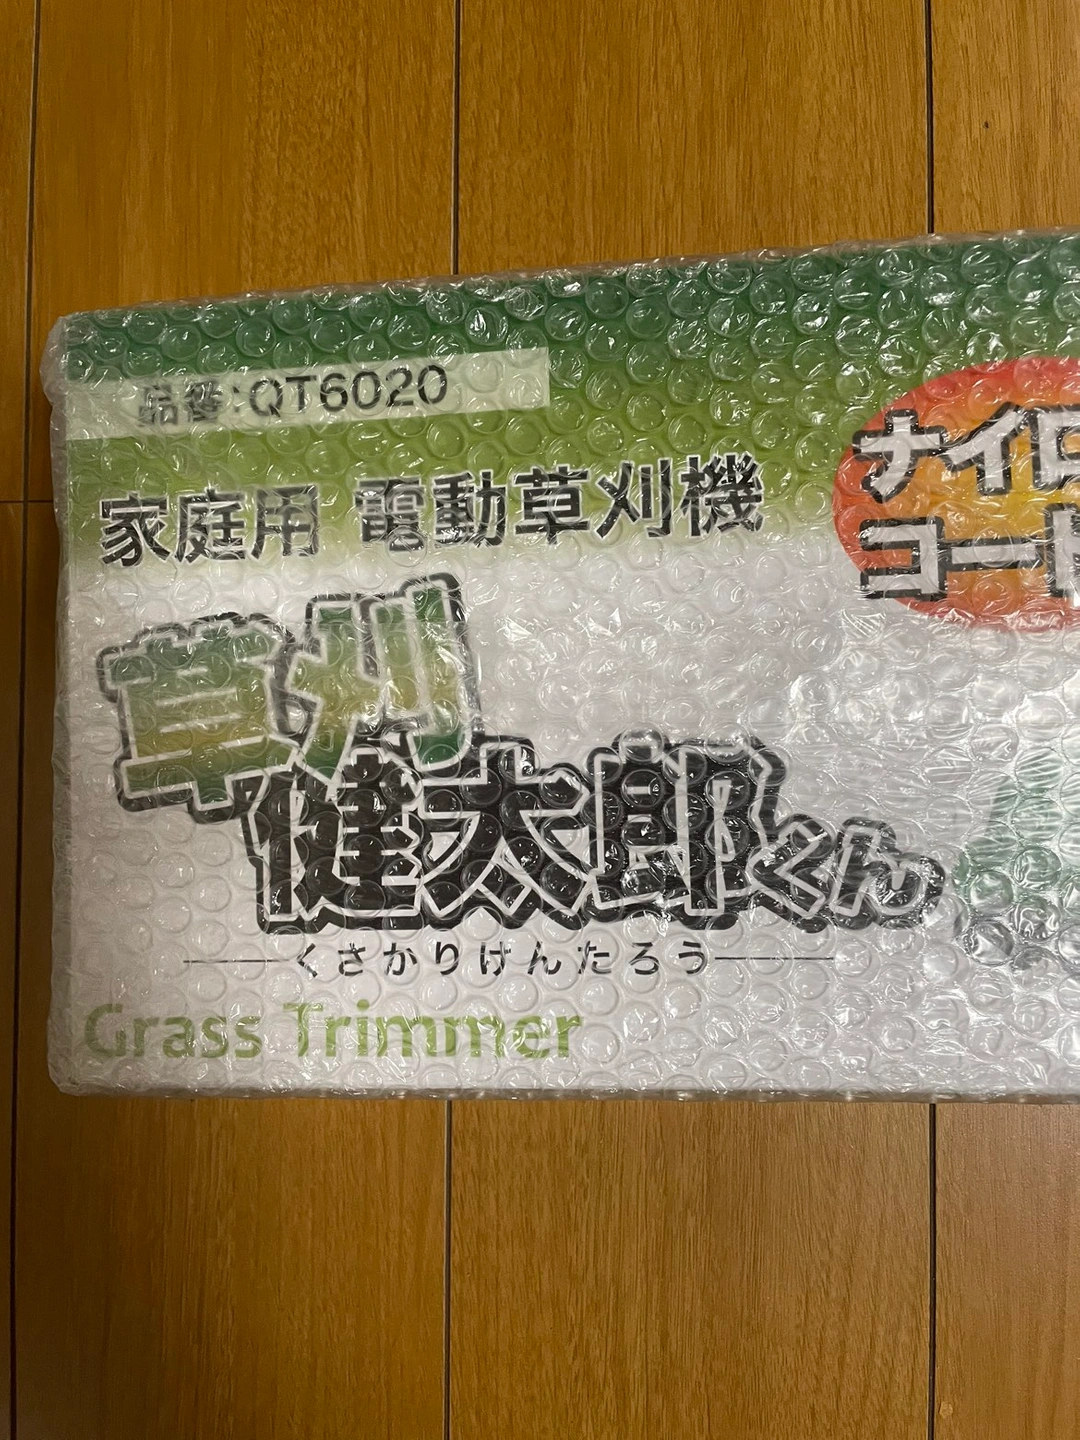 品番:QT6020
家庭用 電動草刈機
ナイロ
コード
草刈
健太郎くん
くさかりけんたろう
Grass Trimmer